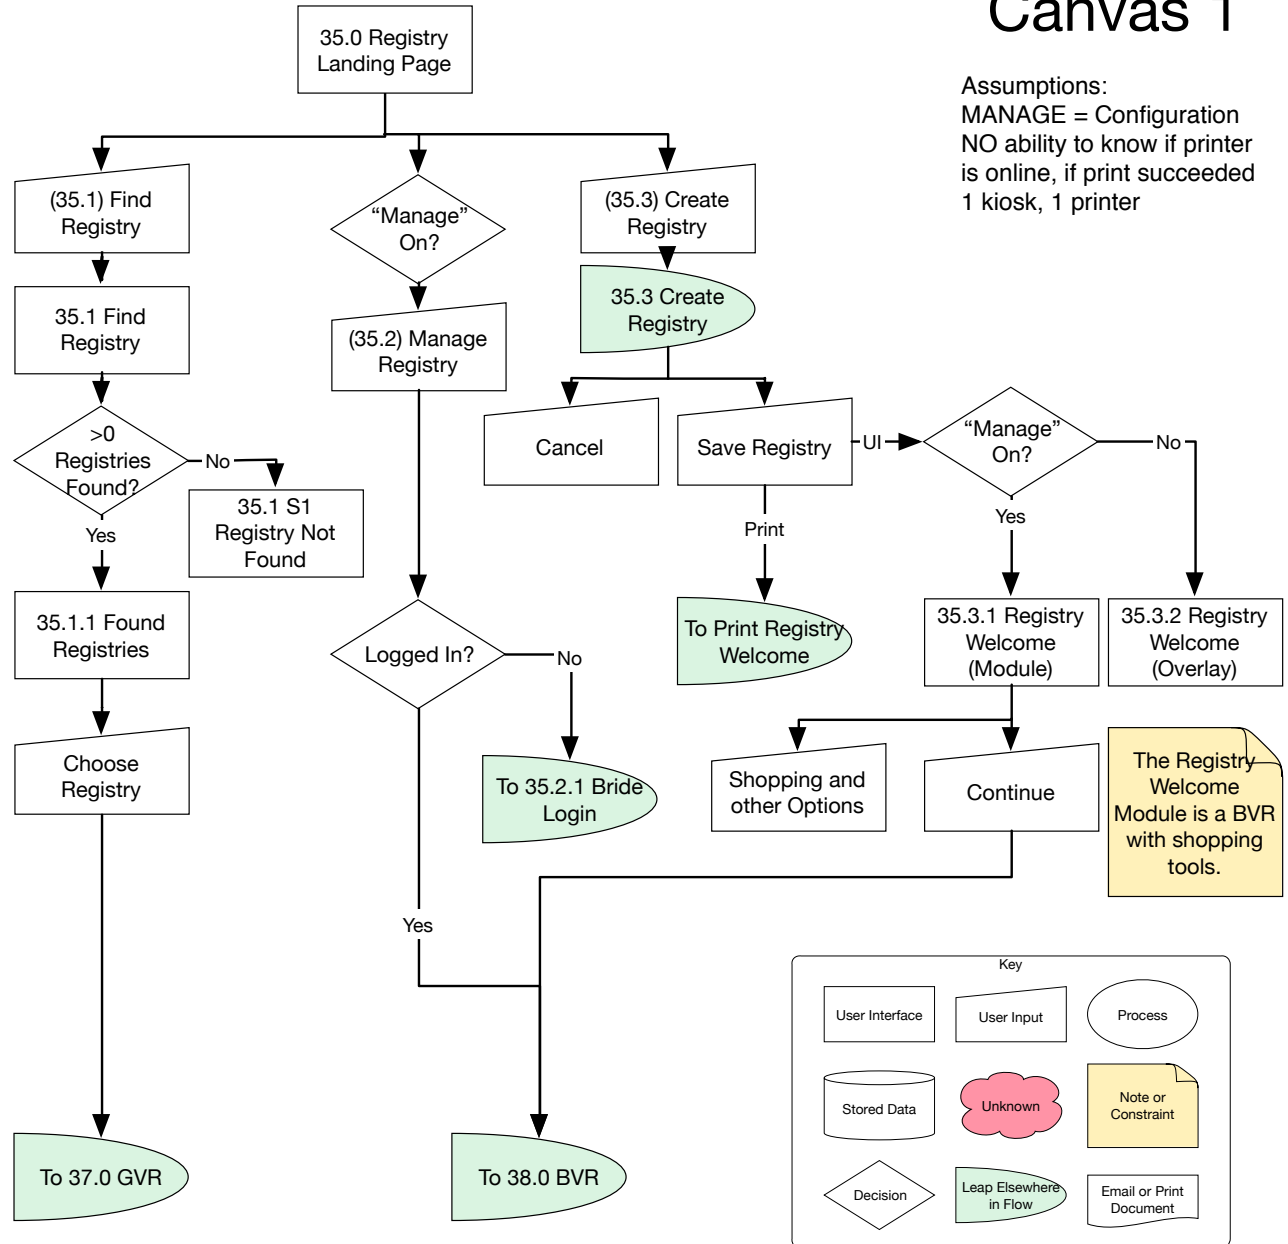 Canvas 1
35.0 Registry
Landing Page
Assumptions:
MANAGE = Configuration
NO ability to know if printer
is online, if print succeeded
1 kiosk, 1 printer
(35.1) Find
Registry
“Manage”
On?
(35.3) Create
Registry
35.1 Find
Registry
(35.2) Manage
Registry
35.3 Create
Registry
>0
Registries
Found?
No
35.1 S1
Registry Not
Found
Yes
Cancel
Save Registry
UI
“Manage”
On?
No
Yes
Print
35.1.1 Found
Registries
Logged In?
No
To Print Registry
Welcome
35.3.1 Registry
Welcome
(Module)
35.3.2 Registry
Welcome
(Overlay)
Choose
Registry
To 35.2.1 Bride
Login
Shopping and
other Options
Continue
The Registry
Welcome
Module is a BVR
with shopping
tools.
Yes
To 37.0 GVR
To 38.0 BVR
Key
User Interface
User Input
Process
Stored Data
Unknown
Note or
Constraint
Decision
Leap Elsewhere
in Flow
Email or Print
Document